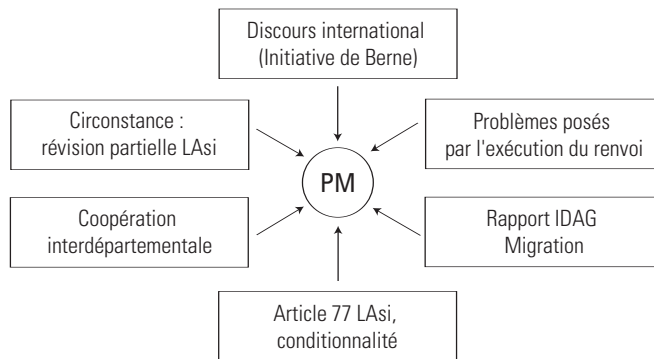 Discours international
(Initiative de Berne)
Circonstance :
révision partielle LAsi
Problèmes posés
par l'exécution du renvoi
PM
Coopération
interdépartementale
Rapport IDAG
Migration
Article 77 LAsi,
conditionnalité